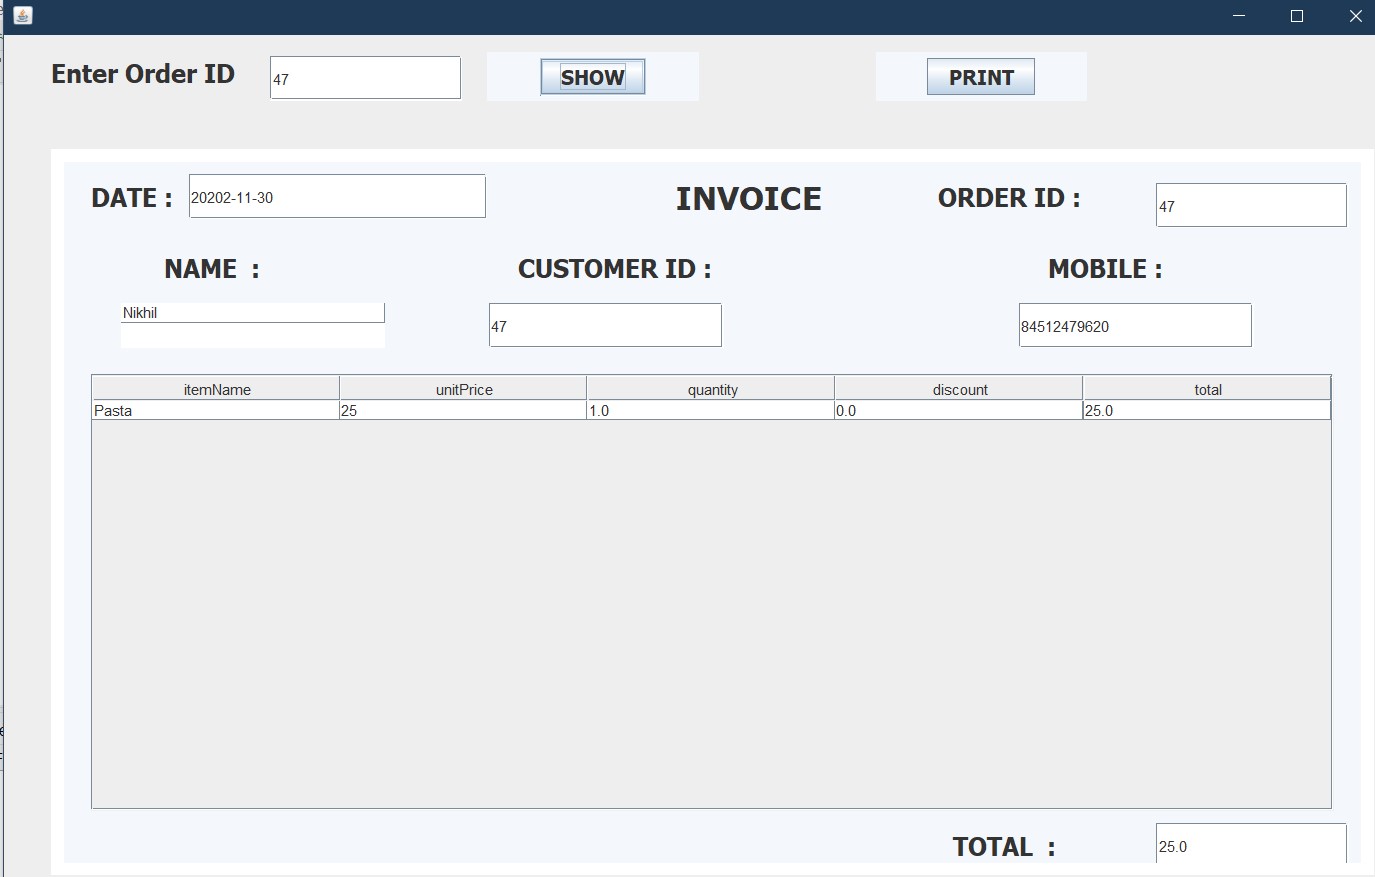 Enter Order ID 47 SHOW PRINT
DATE : 20202-11-30 INVOICE ORDER ID : 47
NAME : CUSTOMER ID : MOBILE :
Nikhil 47 84512479620
itemName unitPrice quantity discount total
Pasta 25 1.0 0.0 25.0
TOTAL : 25.0